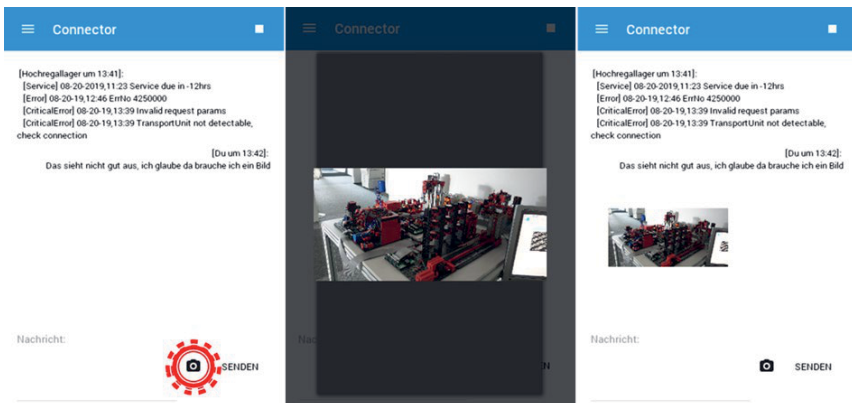 Connector
[Hochregallager um 13:41]:
[Service] 08-20-2019,11:23 Service due in -12hrs
[Error] 08-20-19,12:46 ErrNo 4250000
[CriticalError] 08-20-19,13:39 Invalid request params
[CriticalError] 08-20-19,13:39 TransportUnit not detectable,
check connection
[Du um 13:42]:
Das sieht nicht gut aus, ich glaube da brauche ich ein Bild
Nachricht:
SENDEN
Connector
Nac
N
Connector
[Hochregallager um 13:41]:
[Service] 08-20-2019,11:23 Service due in -12hrs
[Error] 08-20-19,12:46 ErrNo 4250000
[CriticalError] 08-20-19,13:39 Invalid request params
[CriticalError] 08-20-19,13:39 TransportUnit not detectable,
check connection
[Du um 13:42]:
Das sieht nicht gut aus, ich glaube da brauche ich ein Bild
Nachricht:
SENDEN